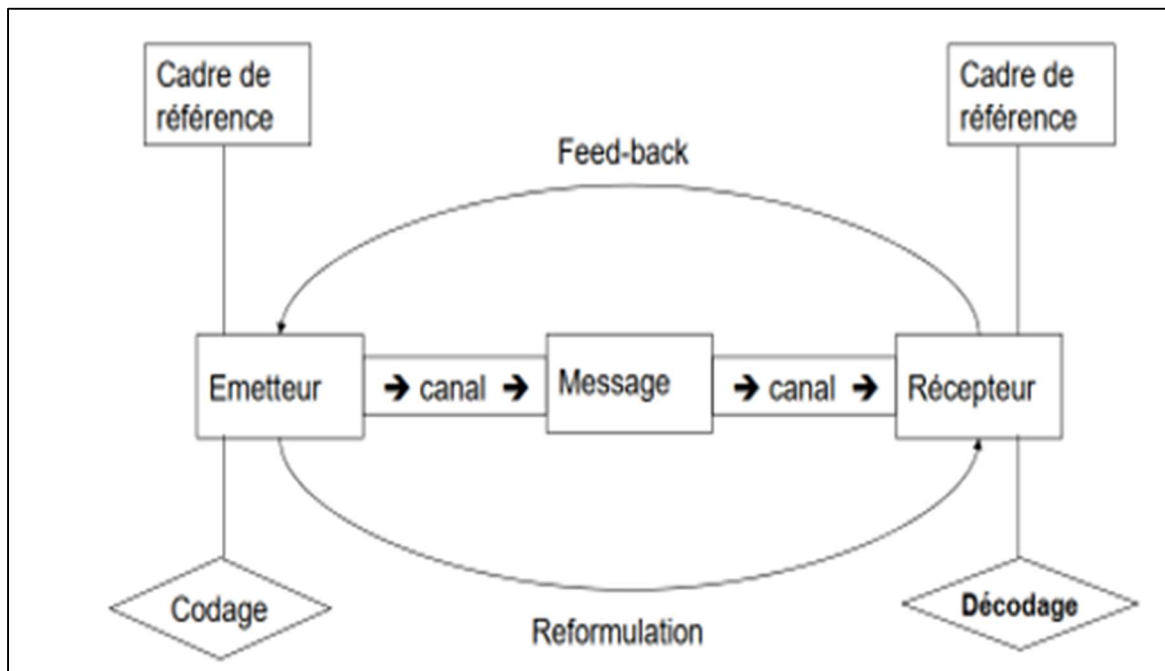 Cadre de
référence
Cadre de
référence
Feed-back
Emetteur
➔ canal ➔
Message
➔ canal ➔
Récepteur
Codage
Décodage
Reformulation